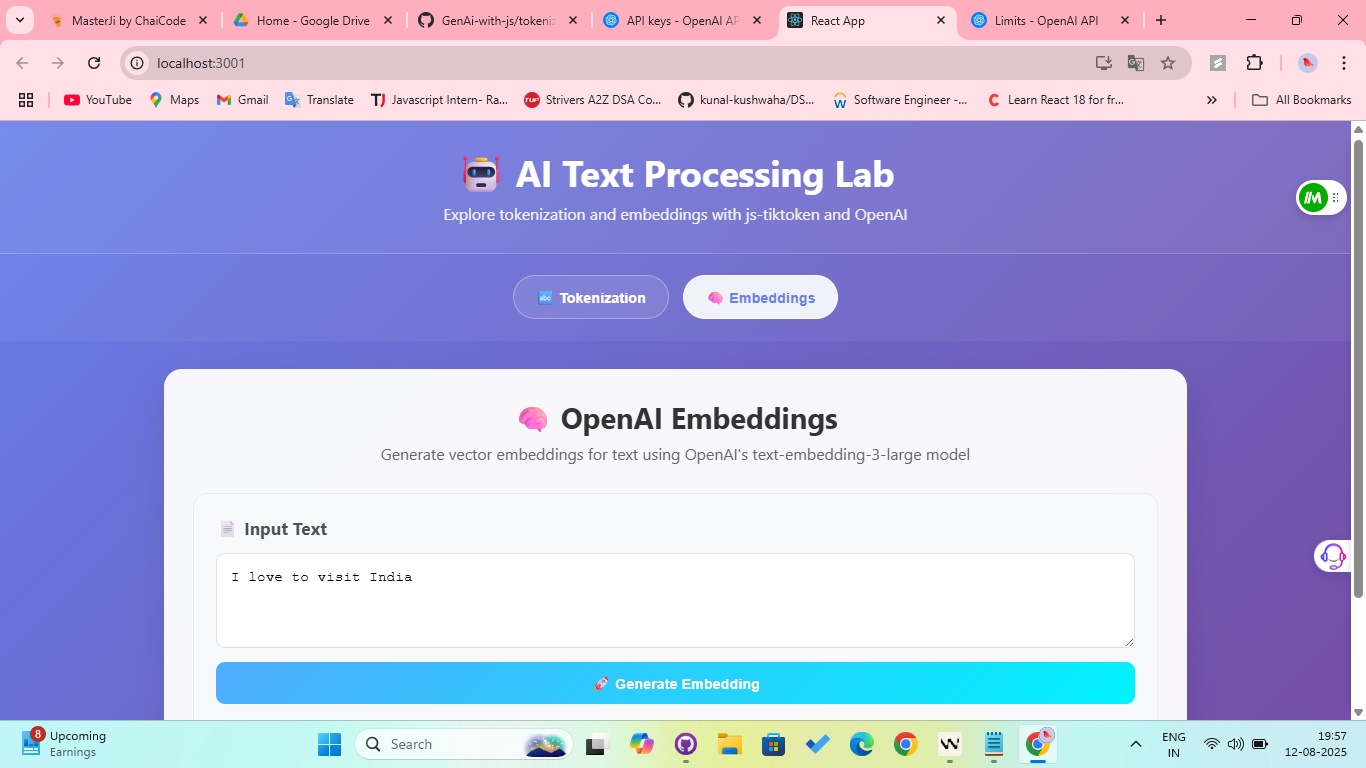 MasterJi by ChaiCode
Home - Google Drive
GenAi-with-js/tokeniz
API keys - OpenAI AP
React App
Limits - OpenAI API
localhost:3001
YouTube
Maps
Gmail
Translate
Javascript Intern- Ra...
Strivers A2Z DSA Co...
kunal-kushwaha/DS...
Software Engineer -...
Learn React 18 for fr...
All Bookmarks
AI Text Processing Lab
Explore tokenization and embeddings with js-tiktoken and OpenAI
abc Tokenization
Embeddings
OpenAI Embeddings
Generate vector embeddings for text using OpenAI's text-embedding-3-large model
Input Text
I love to visit India
Generate Embedding
8
Upcoming
Earnings
Search
ENG
IN
19:57
12-08-2025